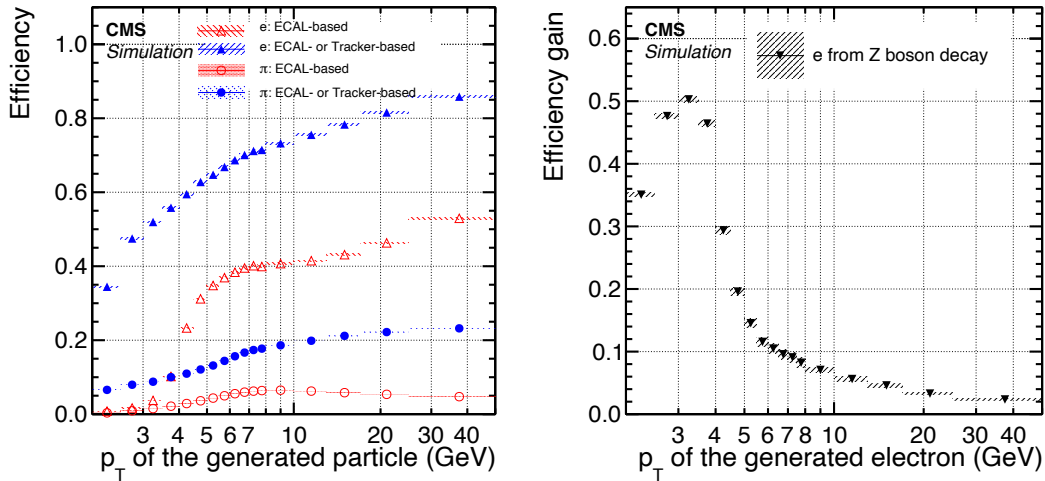 Efficiency
CMS
Simulation
e: ECAL-based
e: ECAL- or Tracker-based
π: ECAL-based
π: ECAL- or Tracker-based
1.0
0.8
0.6
0.4
0.2
0.0
3 4 5 6 7 8 10 20 30 40
p_T of the generated particle (GeV)
Efficiency gain
CMS
Simulation
e from Z boson decay
0.6
0.5
0.4
0.3
0.2
0.1
0.0
3 4 5 6 7 8 10 20 30 40
p_T of the generated electron (GeV)